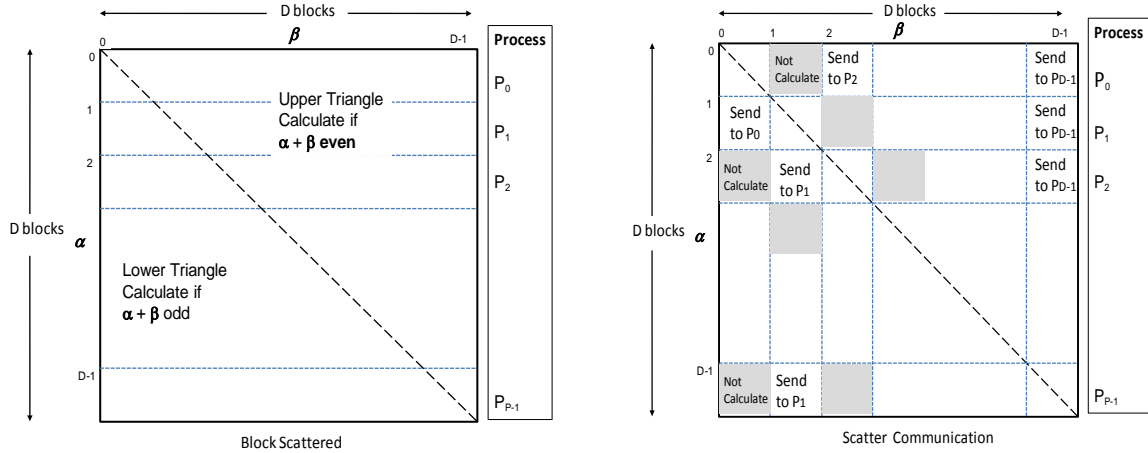 D blocks
0
β
D-1
Process
0
Upper Triangle
Calculate if
α + β even
P0
1
P1
2
P2
D blocks
α
Lower Triangle
Calculate if
α + β odd
D-1
PP-1
Block Scattered
D blocks
0
1
2
β
D-1
Process
0
Not
Calculate
Send
to P2
Send
to PD-1
P0
1
Send
to P0
Send
to PD-1
P1
2
Not
Calculate
Send
to P1
Send
to PD-1
P2
D blocks
α
D-1
Not
Calculate
Send
to P1
PP-1
Scatter Communication